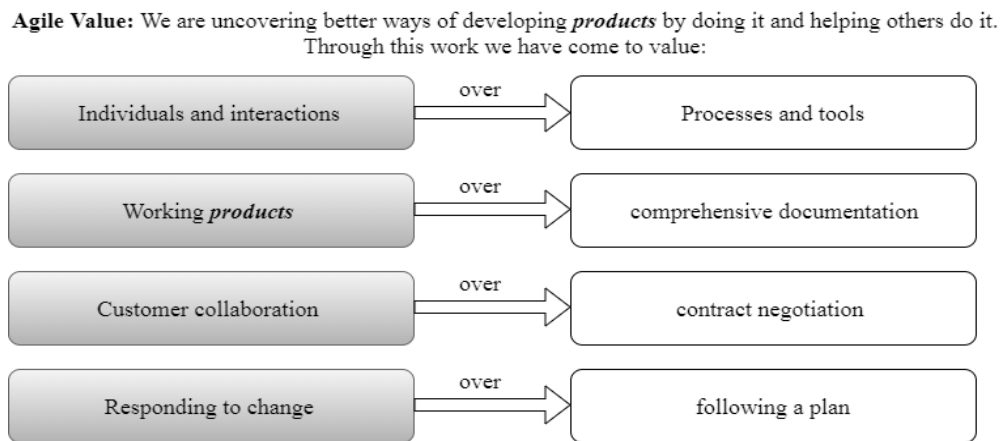 Agile Value: We are uncovering better ways of developing products by doing it and helping others do it.
Through this work we have come to value:
Individuals and interactions
over
Processes and tools
Working products
over
comprehensive documentation
Customer collaboration
over
contract negotiation
Responding to change
over
following a plan